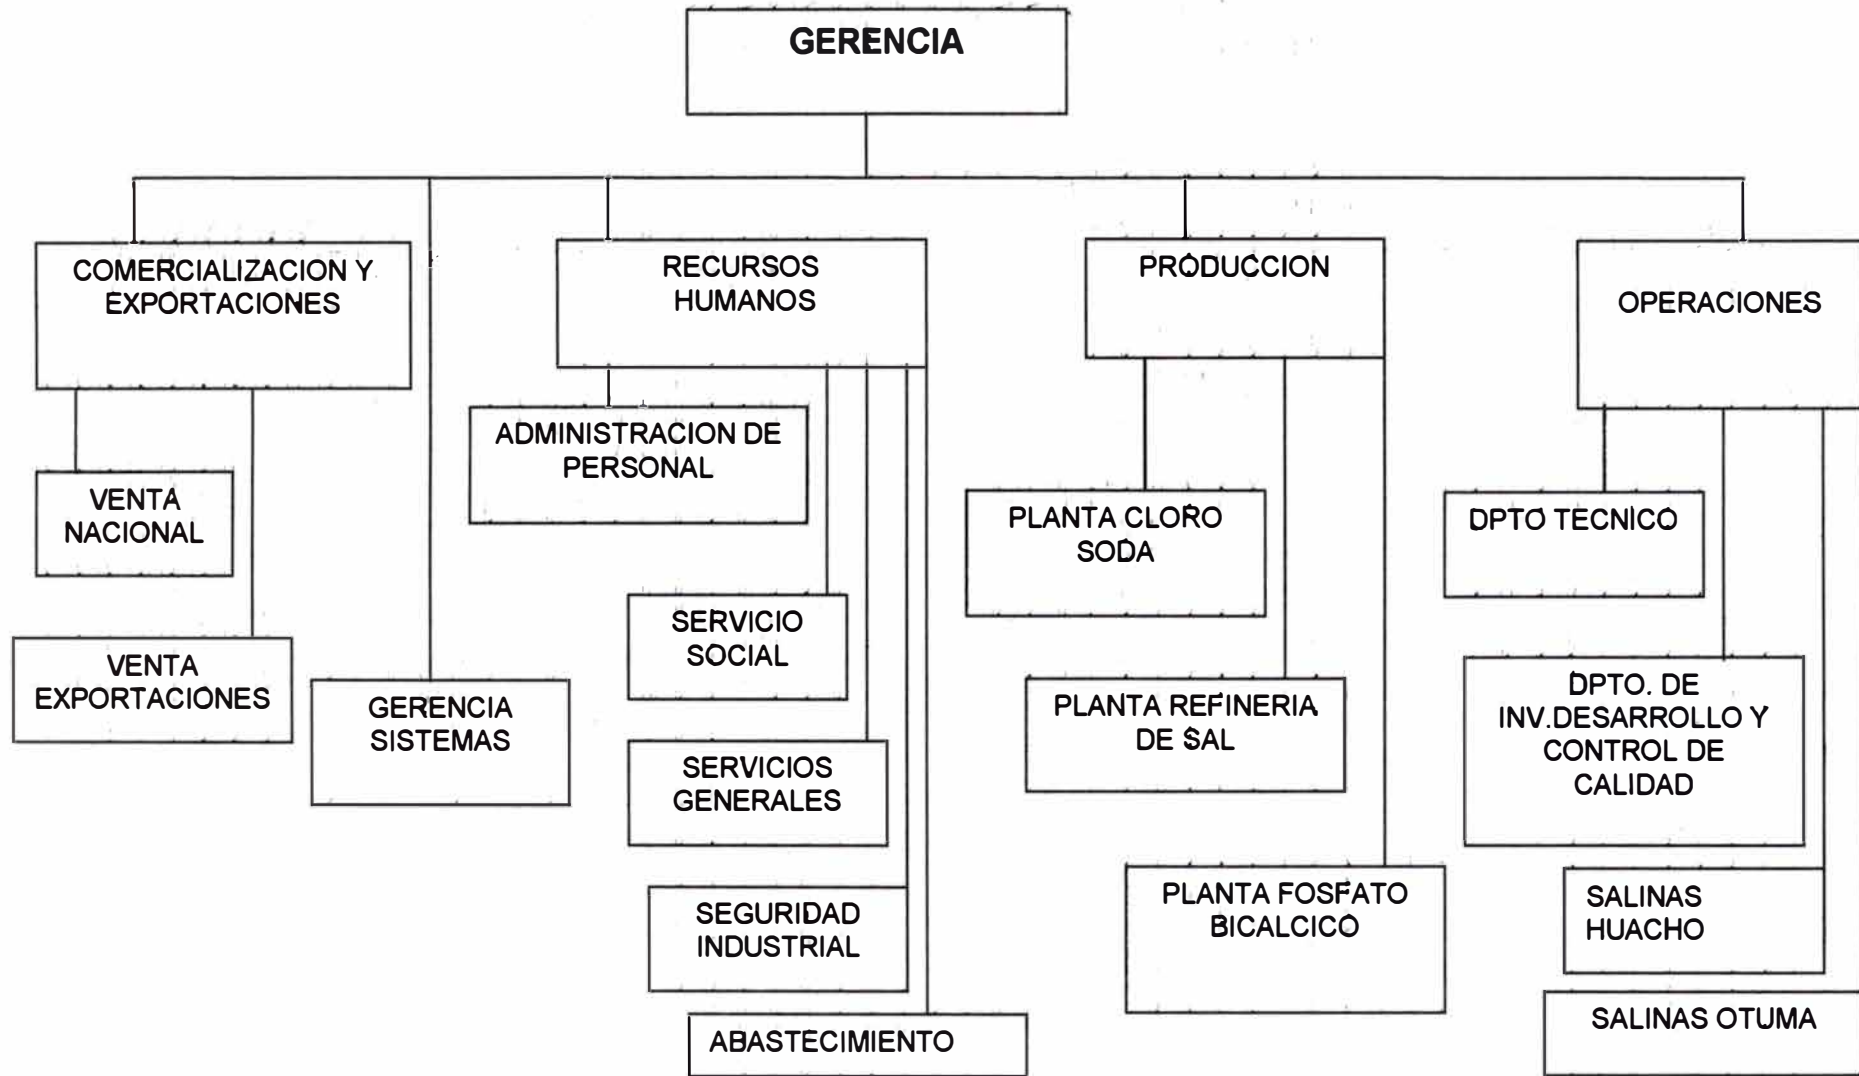 GERENCIA
COMERCIALIZACION Y
EXPORTACIONES
RECURSOS
HUMANOS
PRODUCCION
OPERACIONES
ADMINISTRACION DE
PERSONAL
VENTA
NACIONAL
PLANTA CLORO
SODA
DPTO TECNICO
SERVICIO
SOCIAL
VENTA
EXPORTACIONES
GERENCIA
SISTEMAS
PLANTA REFINERIA
DE SAL
DPTO. DE
INV.DESARROLLO Y
CONTROL DE
CALIDAD
SERVICIOS
GENERALES
SEGURIDAD
INDUSTRIAL
PLANTA FOSFATO
BICALCICO
SALINAS
HUACHO
SALINAS OTUMA
ABASTECIMIENTO